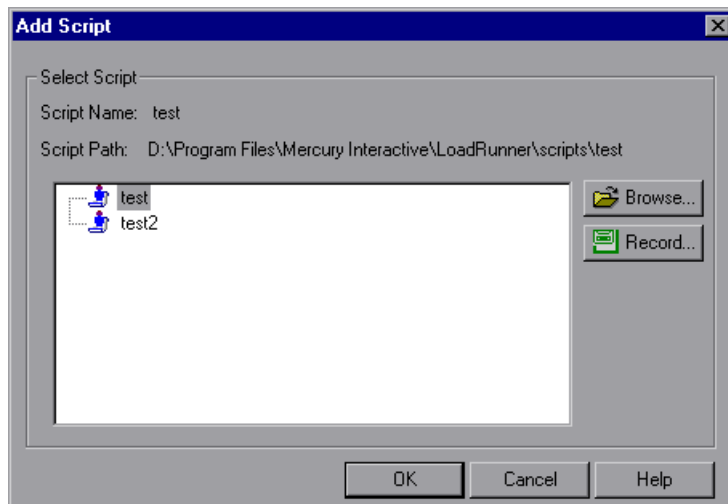 Add Script
Select Script
Script Name: test
Script Path: D:\Program Files\Mercury Interactive\LoadRunner\scripts\test
test
test2
Browse...
Record...
OK
Cancel
Help